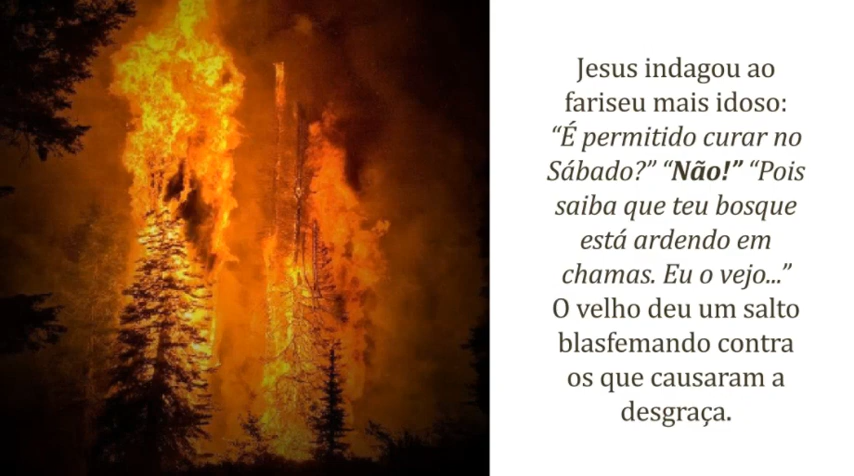 Jesus indagou ao
fariseu mais idoso:
“É permitido curar no
Sábado?” “Não!” “Pois
saiba que teu bosque
está ardendo em
chamas. Eu o vejo...”
O velho deu um salto
blasfemando contra
os que causaram a
desgraça.